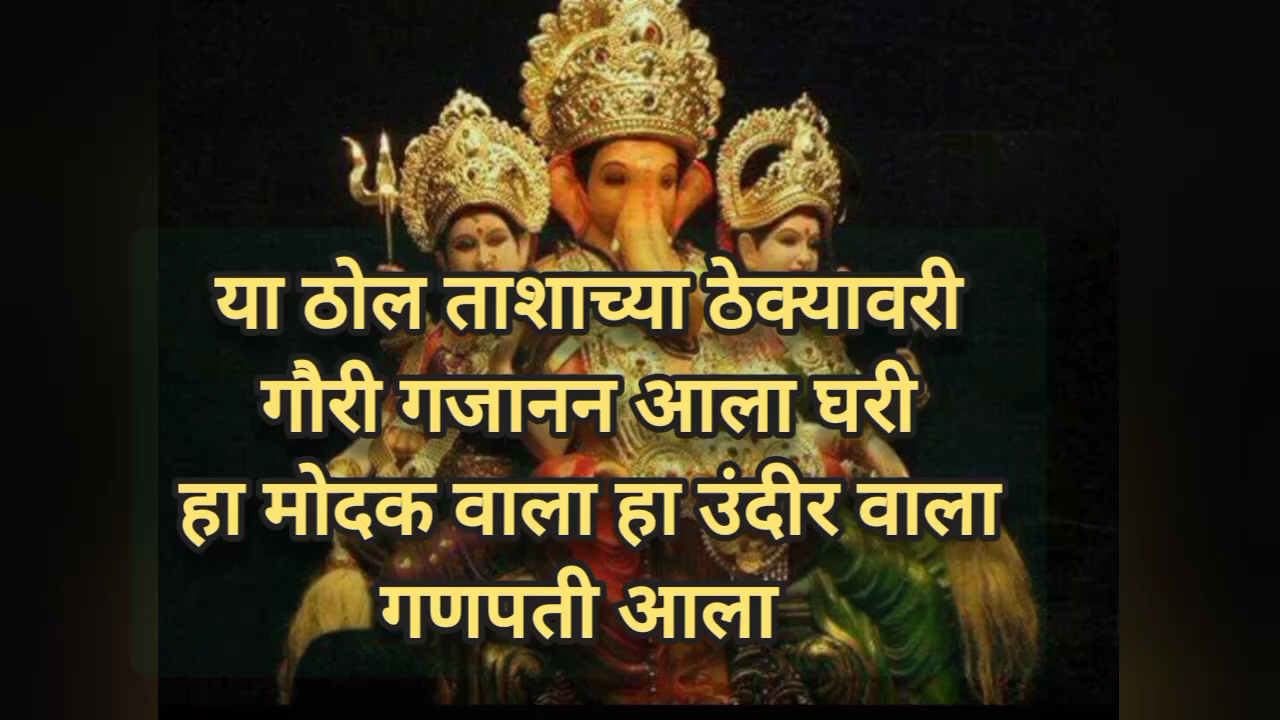 या ठोल ताशाच्या ठेक्यावरी
गौरी गजानन आला घरी
हा मोदक वाला हा उंदीर वाला
गणपती आला